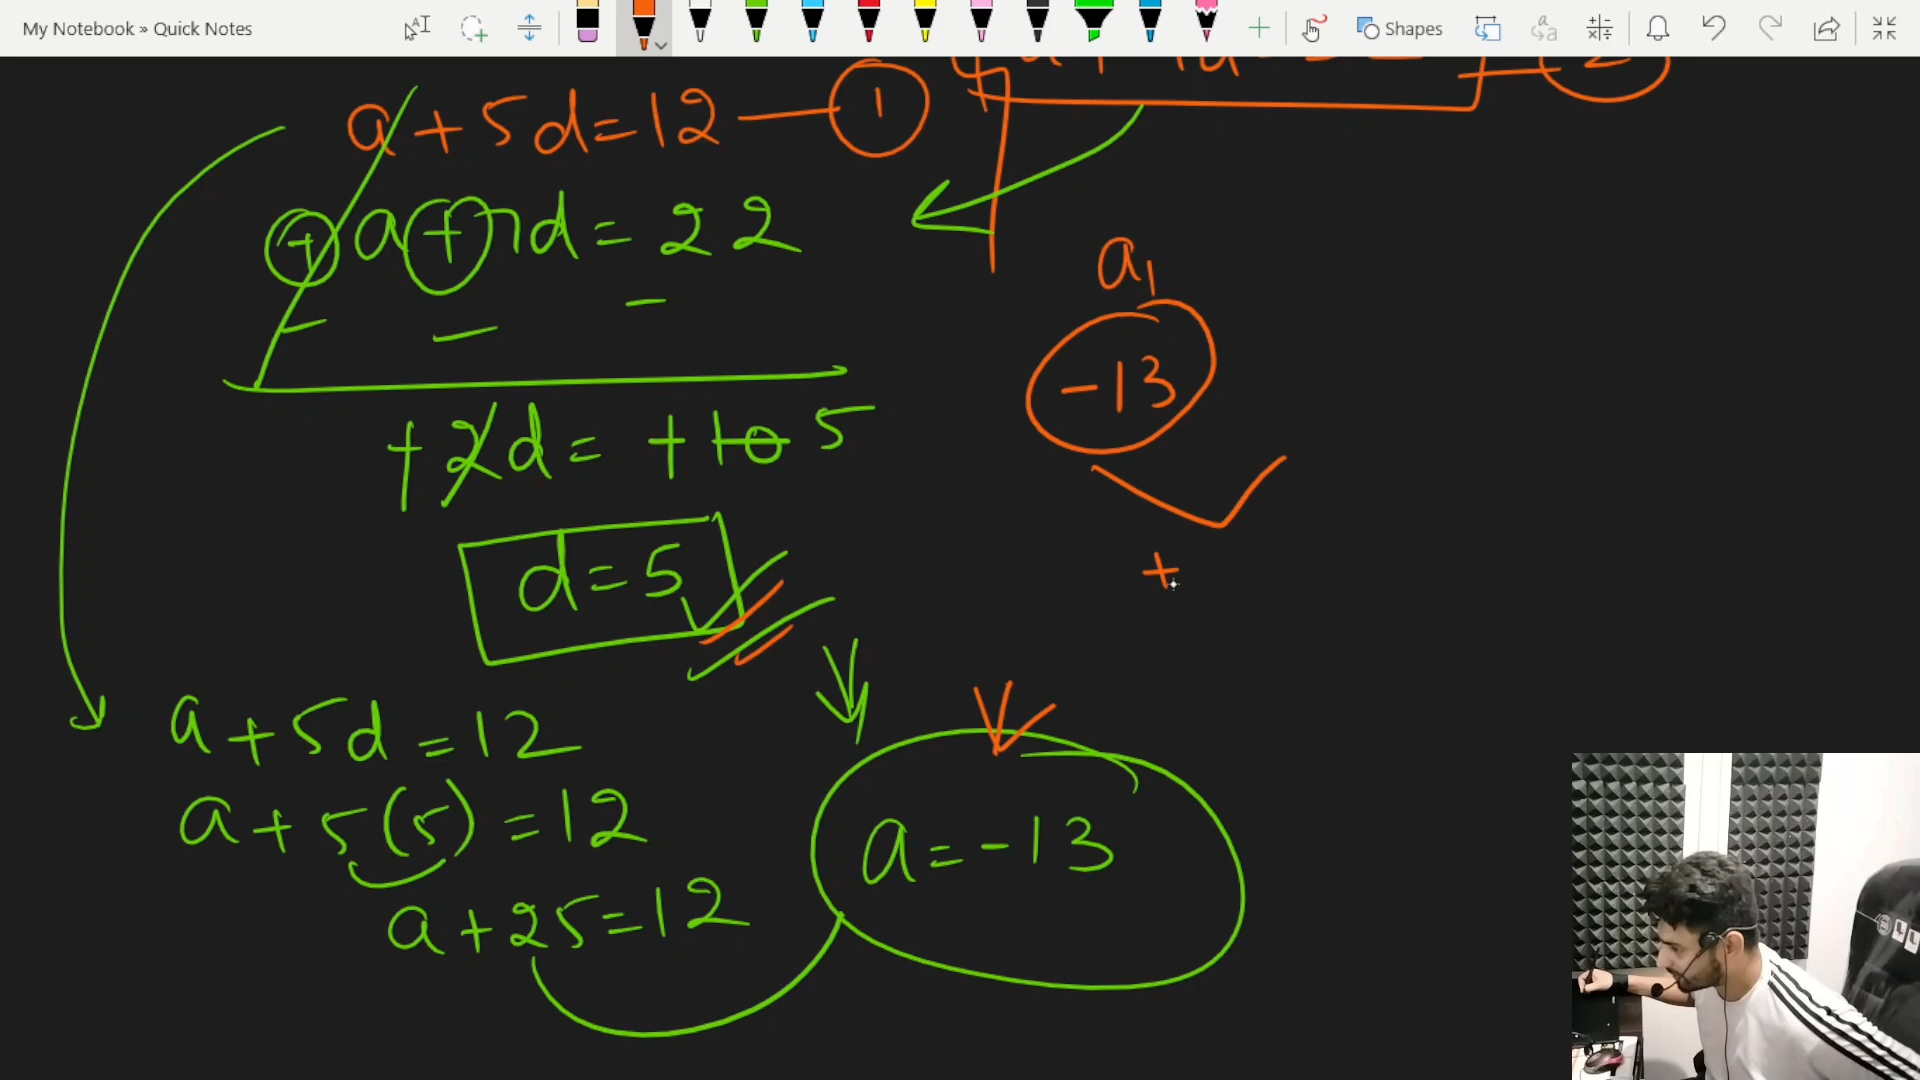 My Notebook » Quick Notes
Shapes
a + 5d = 12 — 1
+ a + 7d = 22
− − −
+2d = +10 5
d = 5
a + 5d = 12
a + 5(5) = 12
a + 25 = 12
a = -13
a1
-13
+